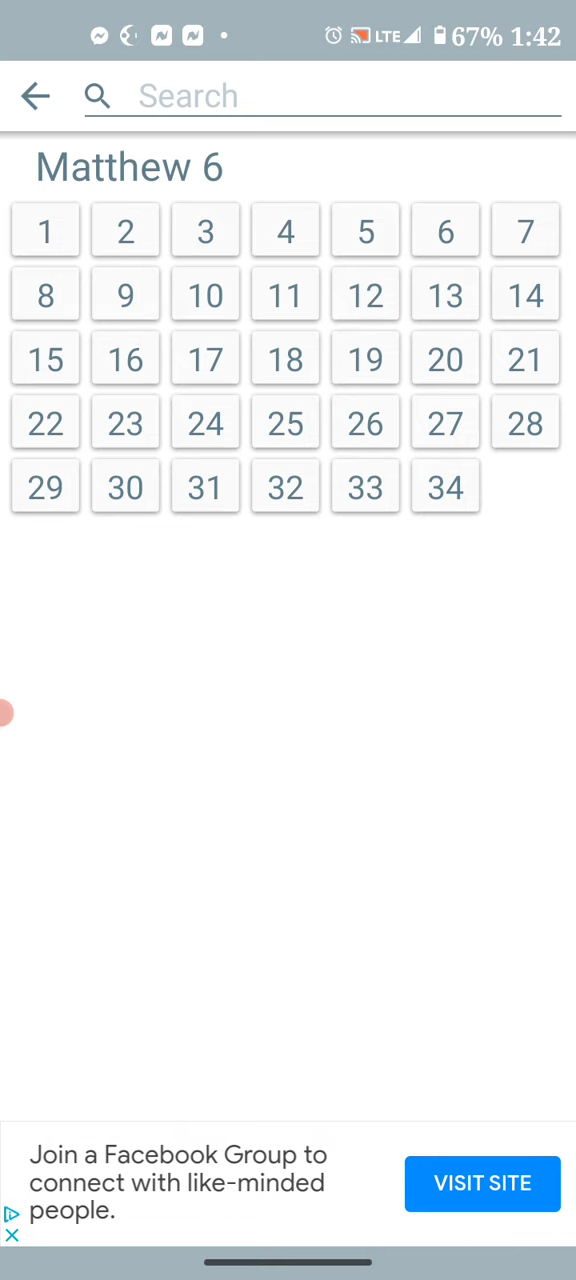 LTE 67% 1:42
Search
Matthew 6
1 2 3 4 5 6 7
8 9 10 11 12 13 14
15 16 17 18 19 20 21
22 23 24 25 26 27 28
29 30 31 32 33 34
Join a Facebook Group to
connect with like-minded
people.
VISIT SITE